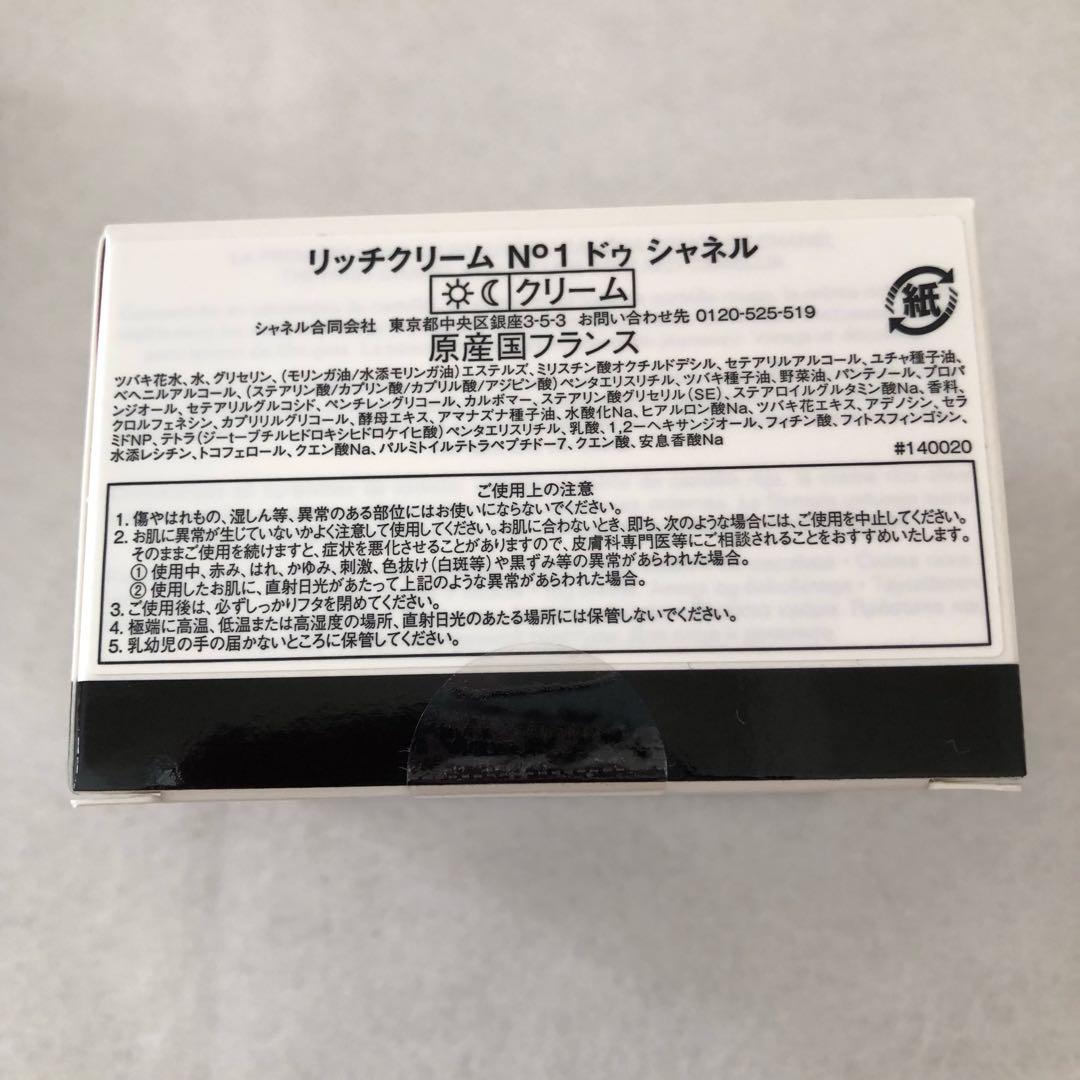 リッチクリーム Nº1 ドゥ シャネル
クリーム
紙
シャネル合同会社 東京都中央区銀座3-5-3 お問い合わせ先 0120-525-519
原産国フランス
ツバキ花水、水、グリセリン、(モリンガ油/水添モリンガ油)エステルズ、ミリスチン酸オクチルドデシル、セテアリルアルコール、ユチャ種子油、
ベヘニルアルコール、(ステアリン酸/カプリン酸/カプリル酸/アジピン酸)ペンタエリスリチル、ツバキ種子油、野菜油、パンテノール、プロパ
ンジオール、セテアリルグルコシド、ペンチレングリコール、カルボマー、ステアリン酸グリセリル(SE)、ステアロイルグルタミン酸Na、香料、
クロルフェネシン、カプリリルグリコール、酵母エキス、アマナズナ種子油、水酸化Na、ヒアルロン酸Na、ツバキ花エキス、アデノシン、セラ
ミドNP、テトラ(ジ-t-ブチルヒドロキシヒドロケイヒ酸)ペンタエリスリチル、乳酸、1,2-ヘキサンジオール、フィチン酸、フィトスフィンゴシン、
水添レシチン、トコフェロール、クエン酸Na、パルミトイルテトラペプチド-7、クエン酸、安息香酸Na
#140020
ご使用上の注意
1. 傷やはれもの、湿しん等、異常のある部位にはお使いにならないでください。
2. お肌に異常が生じていないかよく注意して使用してください。お肌に合わないとき、即ち、次のような場合には、ご使用を中止してください。
そのままご使用を続けますと、症状を悪化させることがありますので、皮膚科専門医等にご相談されることをおすすめいたします。
① 使用中、赤み、はれ、かゆみ、刺激、色抜け(白斑等)や黒ずみ等の異常があらわれた場合。
② 使用したお肌に、直射日光があたって上記のような異常があらわれた場合。
3. ご使用後は、必ずしっかりフタを閉めてください。
4. 極端に高温、低温または高湿度の場所、直射日光のあたる場所には保管しないでください。
5. 乳幼児の手の届かないところに保管してください。